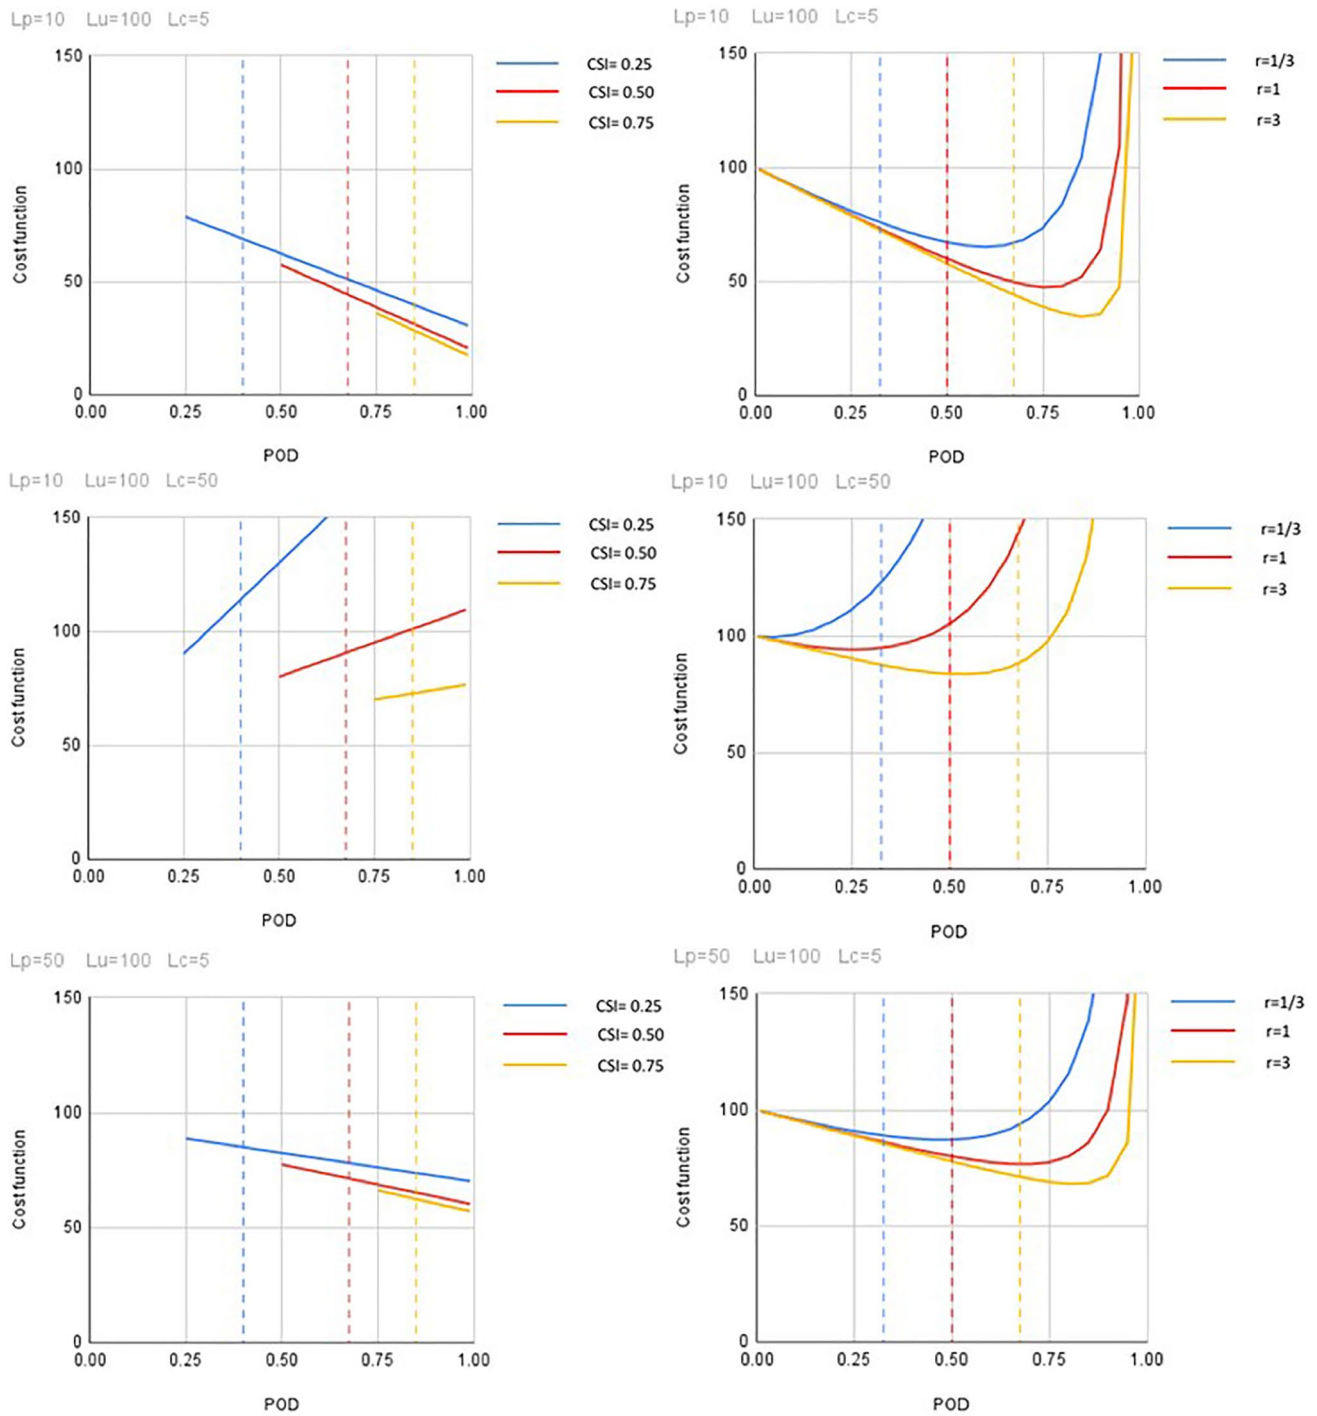 Lp=10 Lu=100 Lc=5
150
100
50
0
0.00 0.25 0.50 0.75 1.00
Cost function
POD
CSI= 0.25
CSI= 0.50
CSI= 0.75
Lp=10 Lu=100 Lc=5
150
100
50
0
0.00 0.25 0.50 0.75 1.00
Cost function
POD
r=1/3
r=1
r=3
Lp=10 Lu=100 Lc=50
150
100
50
0
0.00 0.25 0.50 0.75 1.00
Cost function
POD
CSI= 0.25
CSI= 0.50
CSI= 0.75
Lp=10 Lu=100 Lc=50
150
100
50
0
0.00 0.25 0.50 0.75 1.00
Cost function
POD
r=1/3
r=1
r=3
Lp=50 Lu=100 Lc=5
150
100
50
0
0.00 0.25 0.50 0.75 1.00
Cost function
POD
CSI= 0.25
CSI= 0.50
CSI= 0.75
Lp=50 Lu=100 Lc=5
150
100
50
0
0.00 0.25 0.50 0.75 1.00
Cost function
POD
r=1/3
r=1
r=3